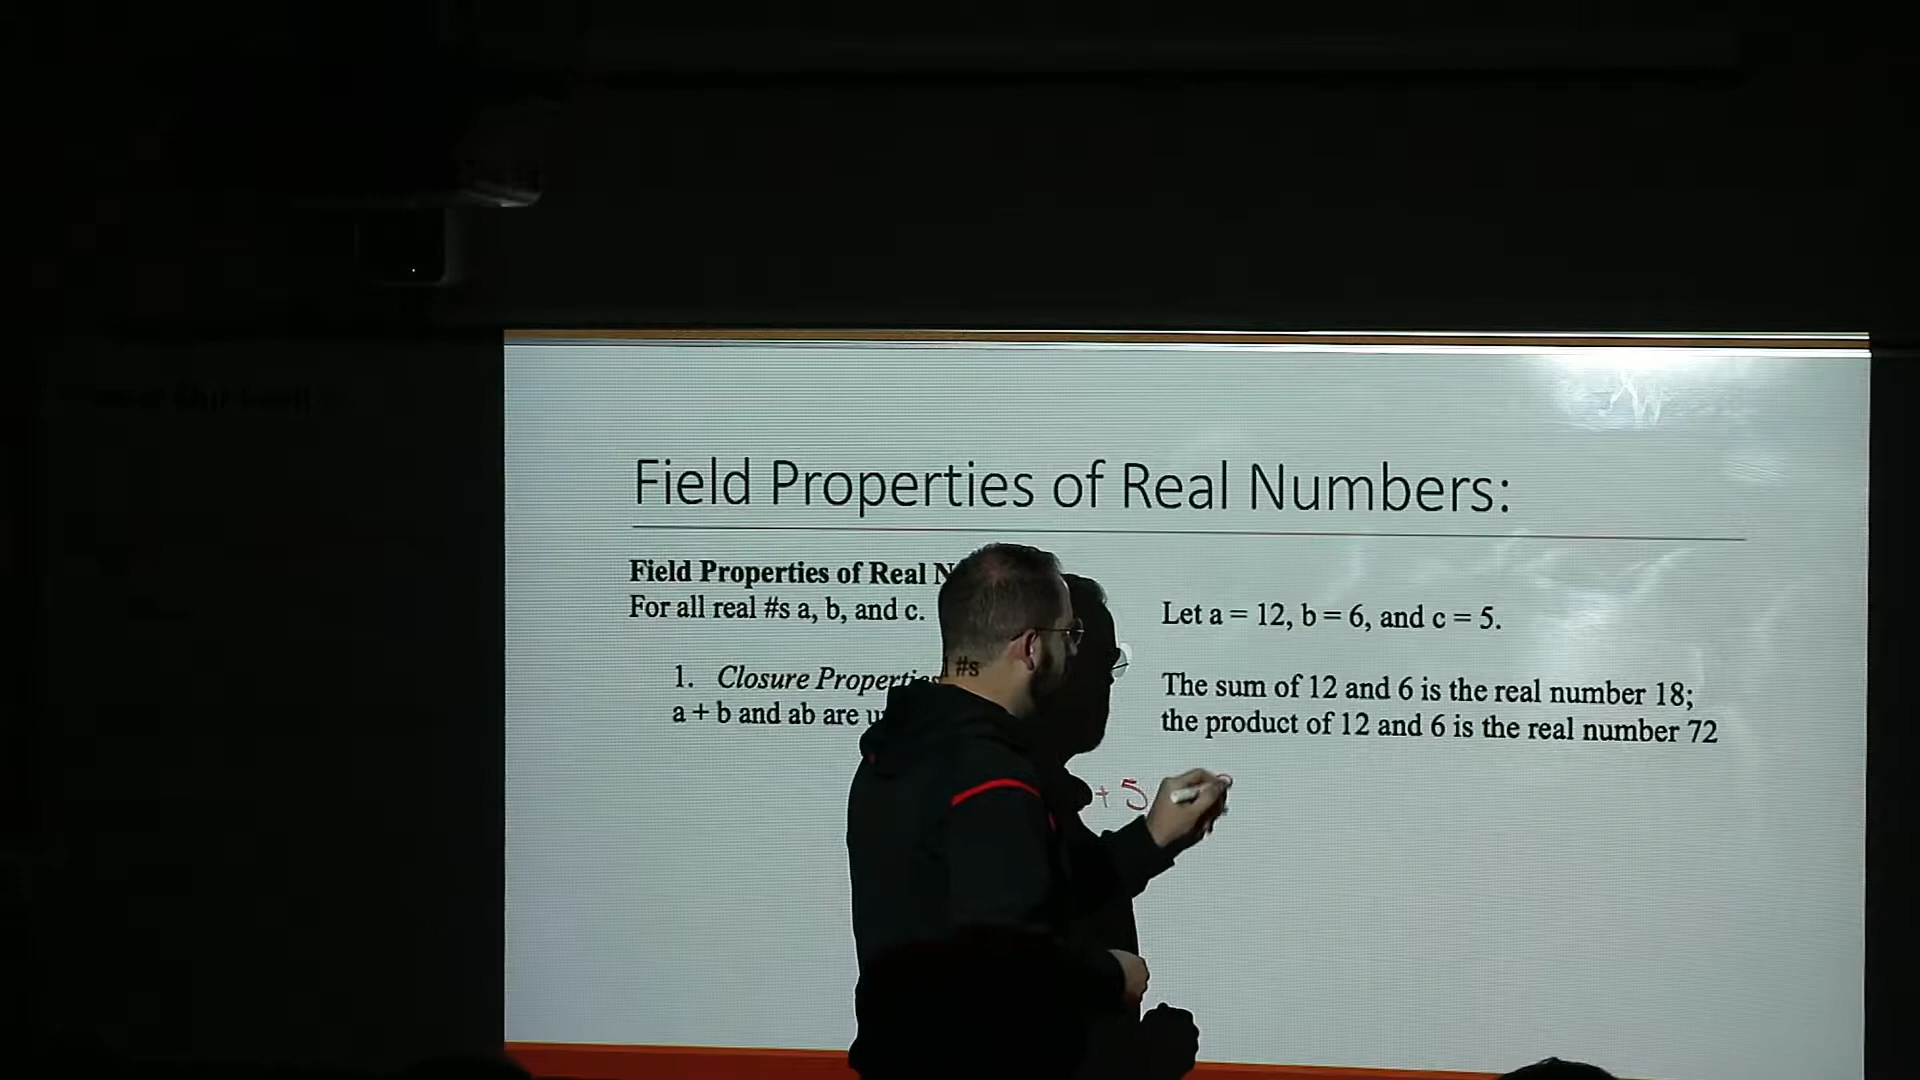 Field Properties of Real Numbers:
Field Properties of Real N
For all real #s a, b, and c.
1. Closure Properties #s
a + b and ab are u
Let a = 12, b = 6, and c = 5.
The sum of 12 and 6 is the real number 18;
the product of 12 and 6 is the real number 72
+ 5